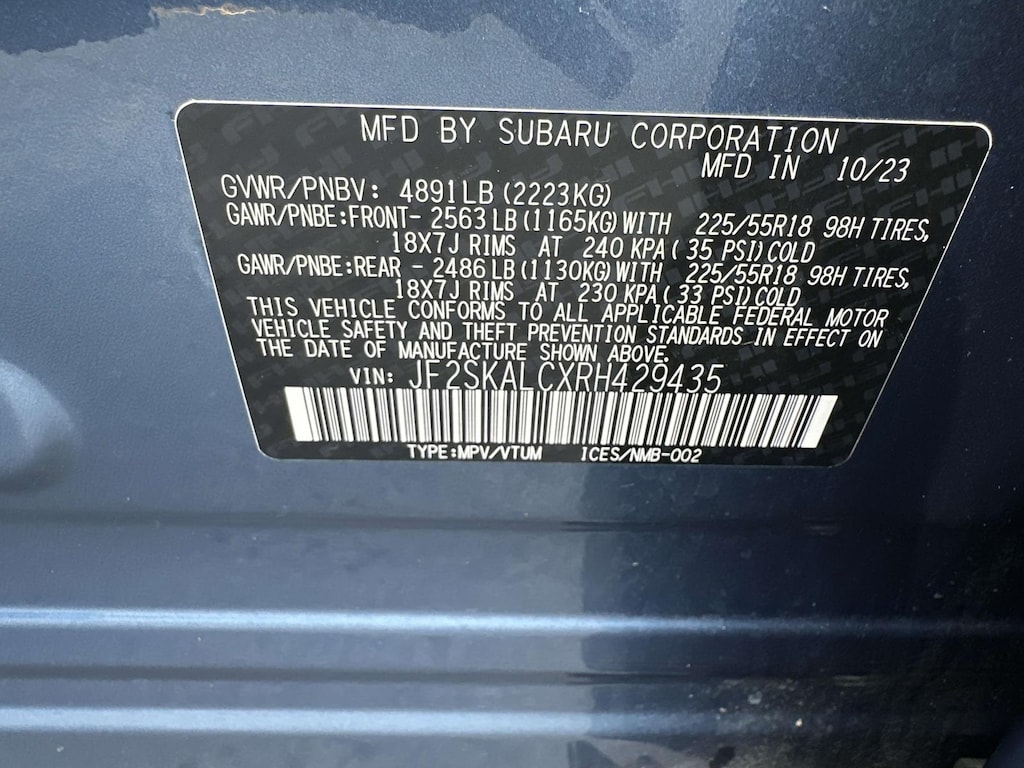 MFD BY SUBARU CORPORATION
MFD IN 10/23
GVWR/PNBV: 4891LB (2223KG)
GAWR/PNBE:FRONT- 2563 LB (1165KG) WITH 225/55R18 98H TIRES,
18X7J RIMS AT 240 KPA ( 35 PSI) COLD
GAWR/PNBE:REAR - 2486 LB (1130KG) WITH 225/55R18 98H TIRES,
18X7J RIMS AT 230 KPA ( 33 PSI) COLD
THIS VEHICLE CONFORMS TO ALL APPLICABLE FEDERAL MOTOR
VEHICLE SAFETY AND THEFT PREVENTION STANDARDS IN EFFECT ON
THE DATE OF MANUFACTURE SHOWN ABOVE.
VIN: JF2SKALCXRH429435
TYPE:MPV/VTUM ICES/NMB-002